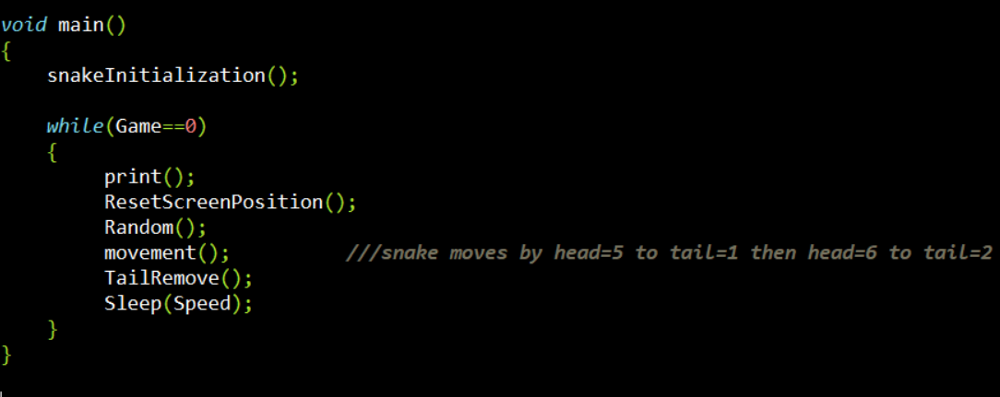 void main()
{
    snakeInitialization();

    while(Game==0)
    {
         print();
         ResetScreenPosition();
         Random();
         movement();          ///snake moves by head=5 to tail=1 then head=6 to tail=2
         TailRemove();
         Sleep(Speed);
    }
}